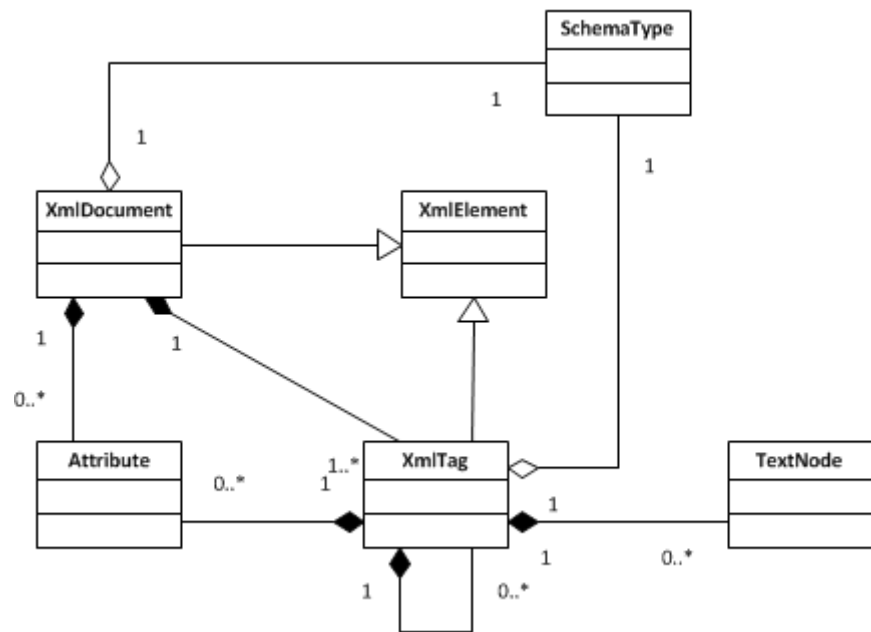 SchemaType
1
1
1
XmlDocument
XmlElement
1
1
0..*
Attribute
1..*
XmlTag
TextNode
0..*
1
1
1
0..*
1
0..*